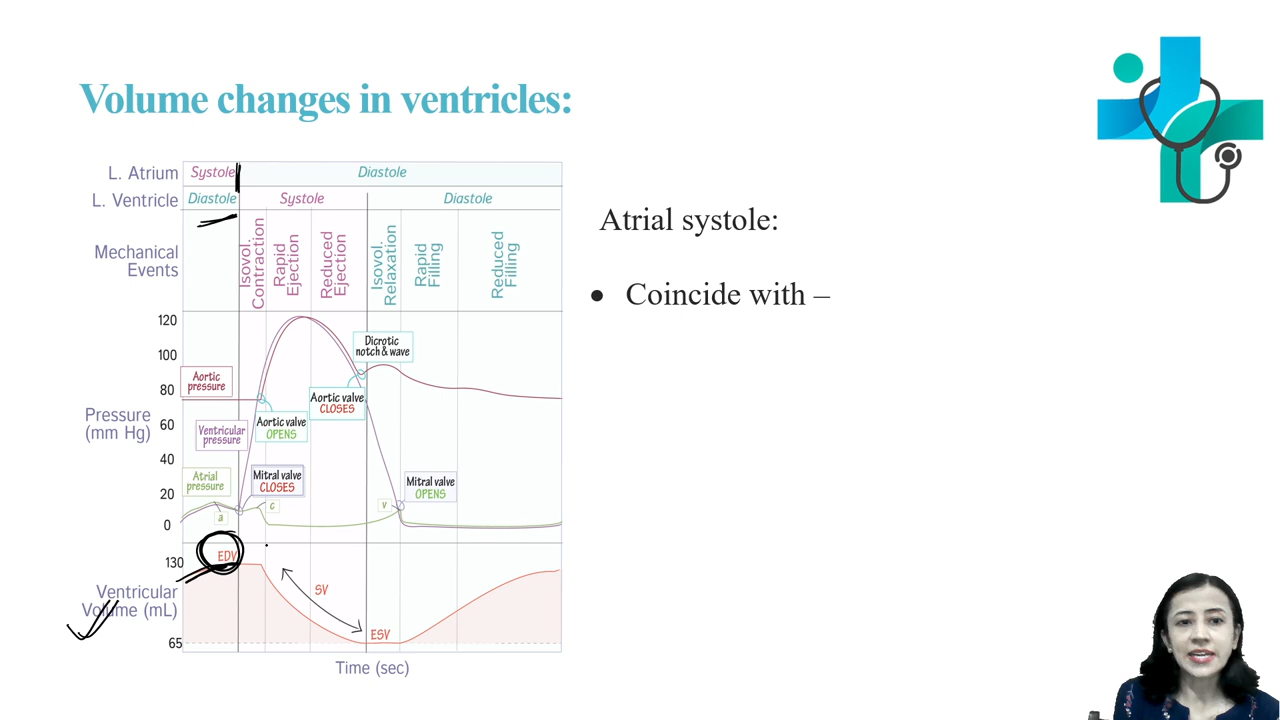 Volume changes in ventricles:
L. Atrium
Systole
Diastole
L. Ventricle
Diastole
Systole
Diastole
Mechanical
Events
Isovol.
Contraction
Rapid
Ejection
Reduced
Ejection
Isovol.
Relaxation
Rapid
Filling
Reduced
Filling
Atrial systole:
• Coincide with –
Pressure
(mm Hg)
120
100
80
60
40
20
0
Dicrotic
notch & wave
Aortic
pressure
Aortic valve
CLOSES
Aortic valve
OPENS
Ventricular
pressure
Atrial
pressure
Mitral valve
CLOSES
Mitral valve
OPENS
a
c
v
Ventricular
Volume (mL)
130
65
EDV
SV
ESV
Time (sec)